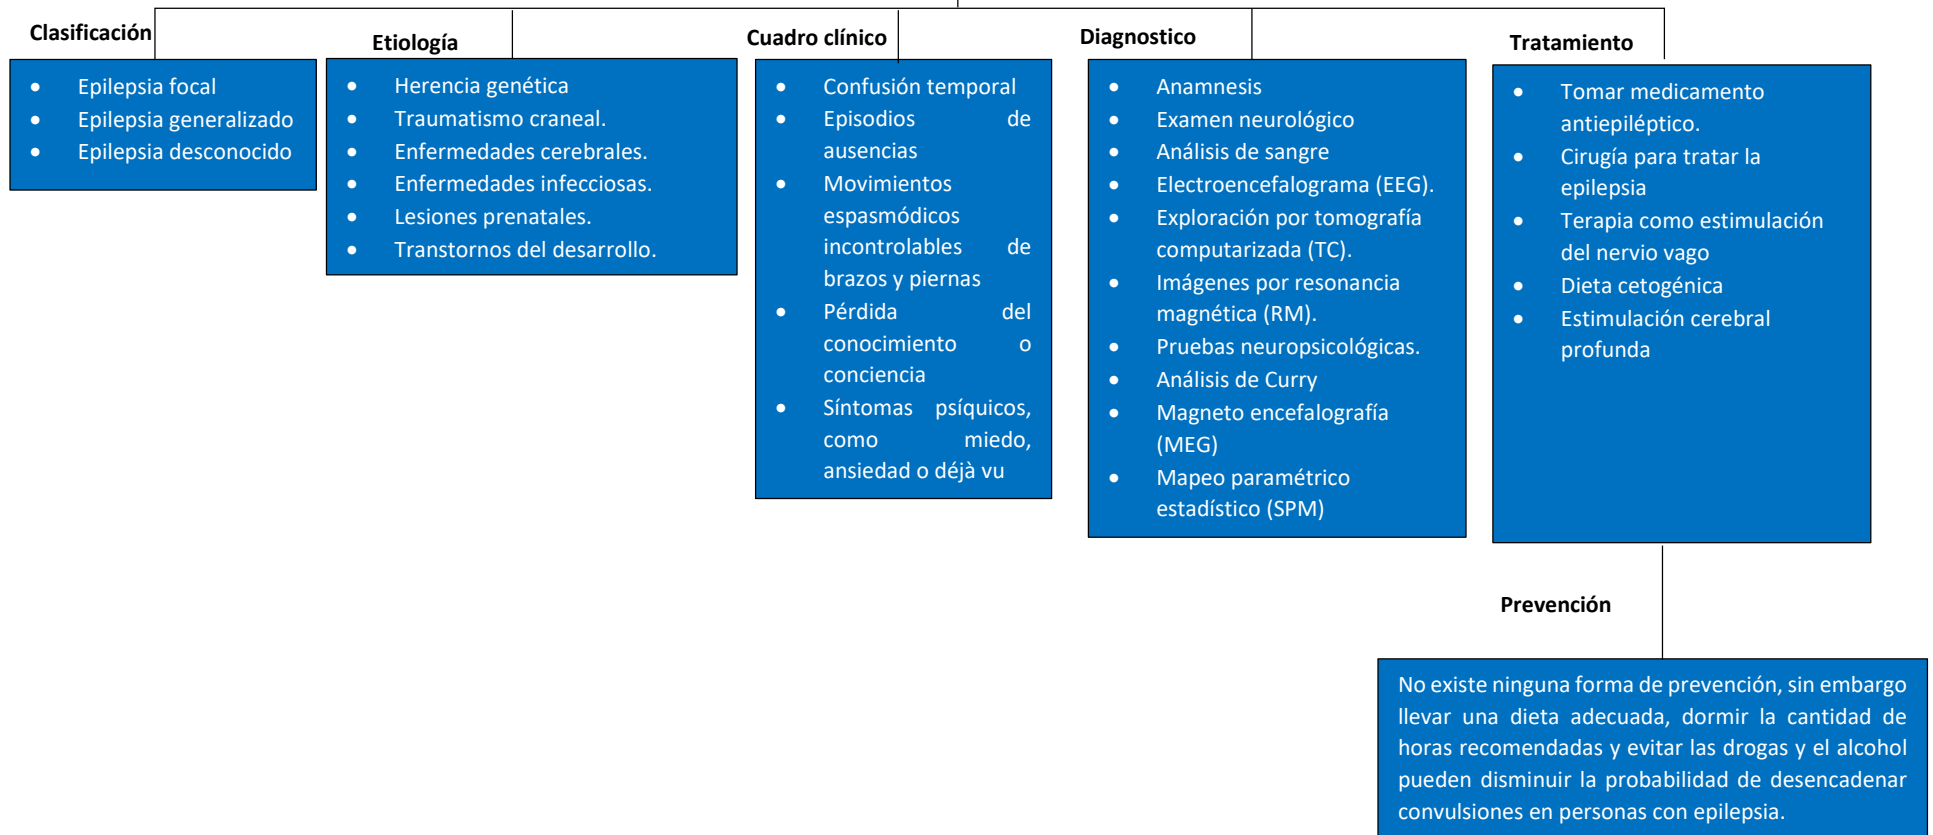 Clasificación
• Epilepsia focal
• Epilepsia generalizado
• Epilepsia desconocido
Etiología
• Herencia genética
• Traumatismo craneal.
• Enfermedades cerebrales.
• Enfermedades infecciosas.
• Lesiones prenatales.
• Transtornos del desarrollo.
Cuadro clínico
• Confusión temporal
• Episodios de
ausencias
• Movimientos
espasmódicos
incontrolables de
brazos y piernas
• Pérdida del
conocimiento o
conciencia
• Síntomas psíquicos,
como miedo,
ansiedad o déjà vu
Diagnostico
• Anamnesis
• Examen neurológico
• Análisis de sangre
• Electroencefalograma (EEG).
• Exploración por tomografía
computarizada (TC).
• Imágenes por resonancia
magnética (RM).
• Pruebas neuropsicológicas.
• Análisis de Curry
• Magneto encefalografía
(MEG)
• Mapeo paramétrico
estadístico (SPM)
Tratamiento
• Tomar medicamento
antiepiléptico.
• Cirugía para tratar la
epilepsia
• Terapia como estimulación
del nervio vago
• Dieta cetogénica
• Estimulación cerebral
profunda
Prevención
No existe ninguna forma de prevención, sin embargo
llevar una dieta adecuada, dormir la cantidad de
horas recomendadas y evitar las drogas y el alcohol
pueden disminuir la probabilidad de desencadenar
convulsiones en personas con epilepsia.